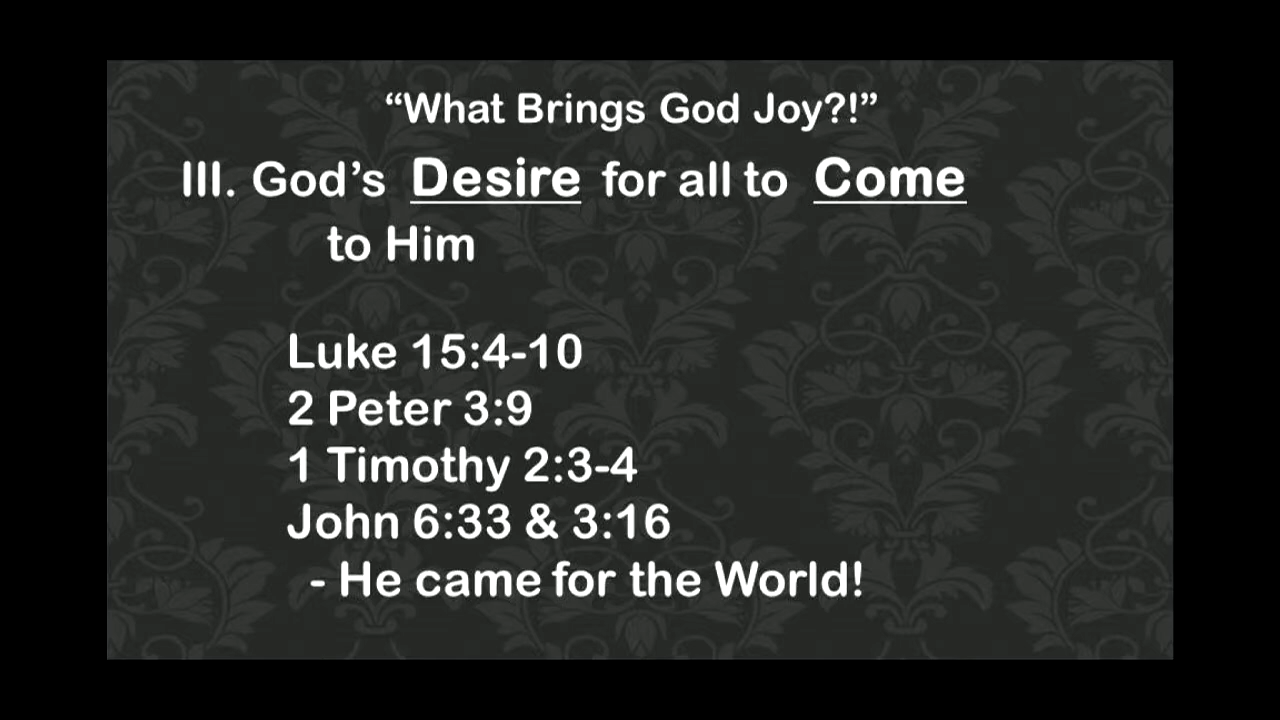 “What Brings God Joy?!”
III. God’s Desire for all to Come
to Him
Luke 15:4-10
2 Peter 3:9
1 Timothy 2:3-4
John 6:33 & 3:16
- He came for the World!